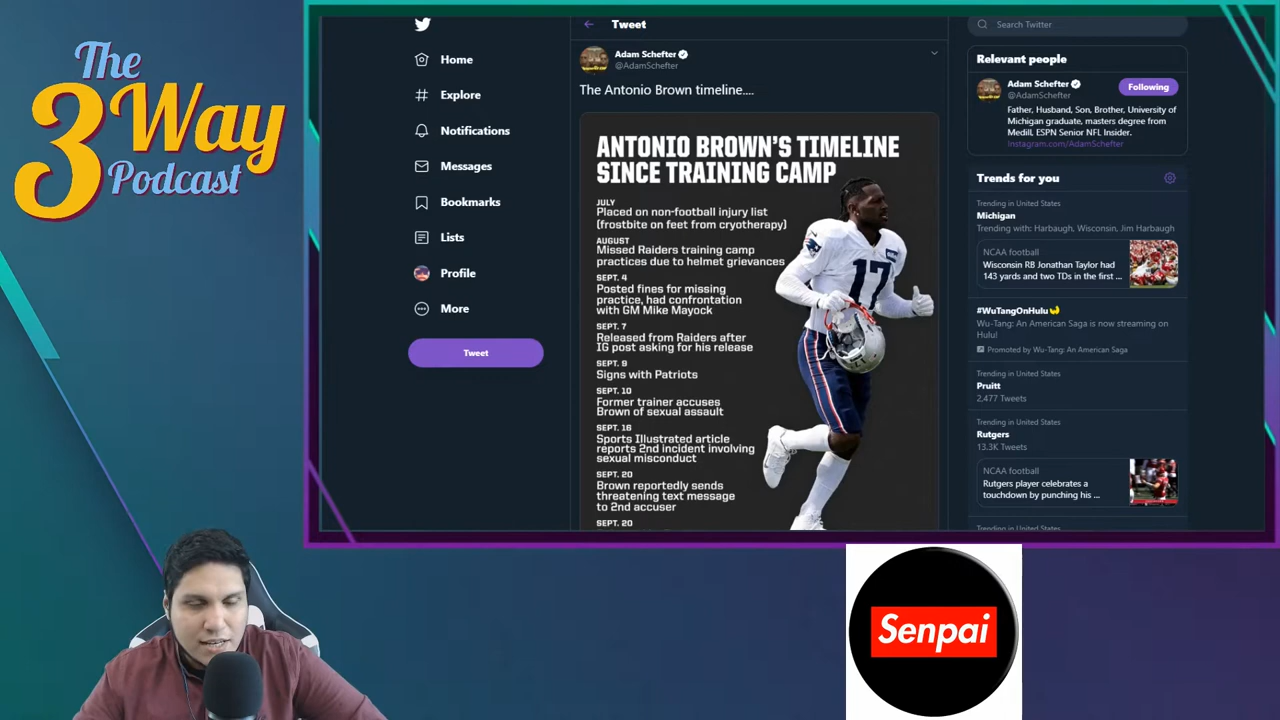 The
3Way
Podcast
Home
Explore
Notifications
Messages
Bookmarks
Lists
Profile
More
Tweet
Tweet
Adam Schefter
@AdamSchefter
The Antonio Brown timeline....
ANTONIO BROWN'S TIMELINE
SINCE TRAINING CAMP
JULY
Placed on non-football injury list
(frostbite on feet from cryotherapy)
AUGUST
Missed Raiders training camp
practices due to helmet grievances
SEPT. 4
Posted fines for missing
practice, had confrontation
with GM Mike Mayock
SEPT. 7
Released from Raiders after
IG post asking for his release
SEPT. 9
Signs with Patriots
SEPT. 10
Former trainer accuses
Brown of sexual assault
SEPT. 16
Sports Illustrated article
reports 2nd incident involving
sexual misconduct
SEPT. 20
Brown reportedly sends
threatening text message
to 2nd accuser
SEPT. 20
17
Search Twitter
Relevant people
Adam Schefter
@AdamSchefter
Following
Father, Husband, Son, Brother, University of
Michigan graduate, masters degree from
Medill, ESPN Senior NFL Insider.
Instagram.com/AdamSchefter
Trends for you
Trending in United States
Michigan
Trending with: Harbaugh, Wisconsin, Jim Harbaugh
NCAA football
Wisconsin RB Jonathan Taylor had
143 yards and two TDs in the first ...
#WuTangOnHulu
Wu-Tang: An American Saga is now streaming on
Hulu!
Promoted by Wu-Tang: An American Saga
Trending in United States
Pruitt
2,477 Tweets
Trending in United States
Rutgers
13.3K Tweets
NCAA football
Rutgers player celebrates a
touchdown by punching his ...
Trending in United States
Senpai